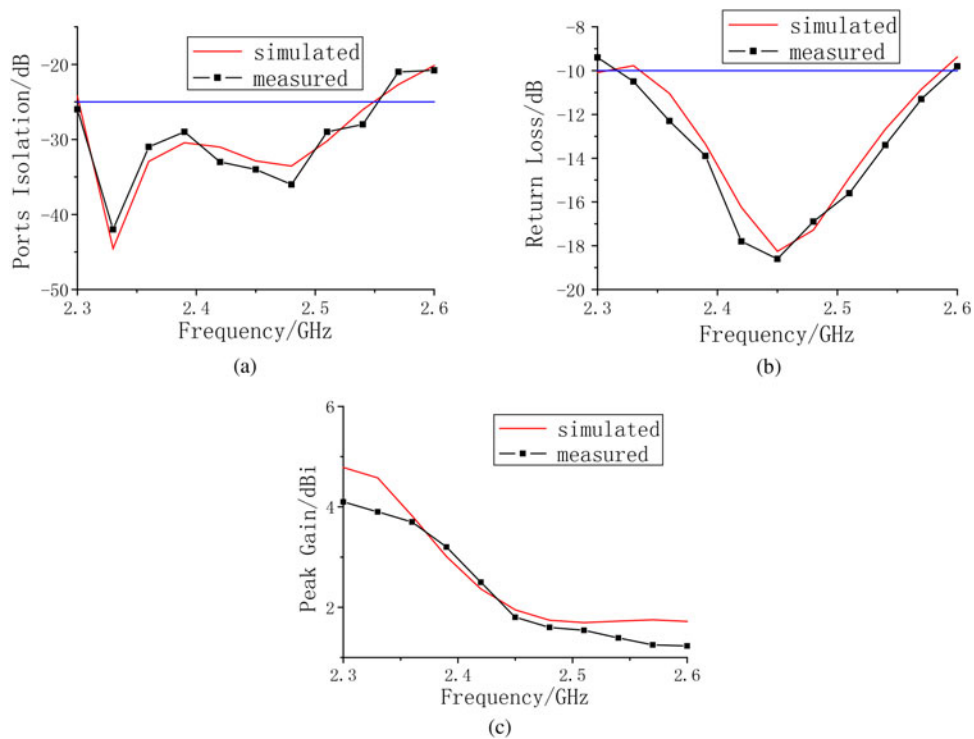 simulated
measured
-20
-30
-40
-50
Ports Isolation/dB
2.3
2.4
2.5
2.6
Frequency/GHz
(a)
simulated
measured
-8
-10
-12
-14
-16
-18
-20
Return Loss/dB
2.3
2.4
2.5
2.6
Frequency/GHz
(b)
simulated
measured
6
4
2
Peak Gain/dBi
2.3
2.4
2.5
2.6
Frequency/GHz
(c)